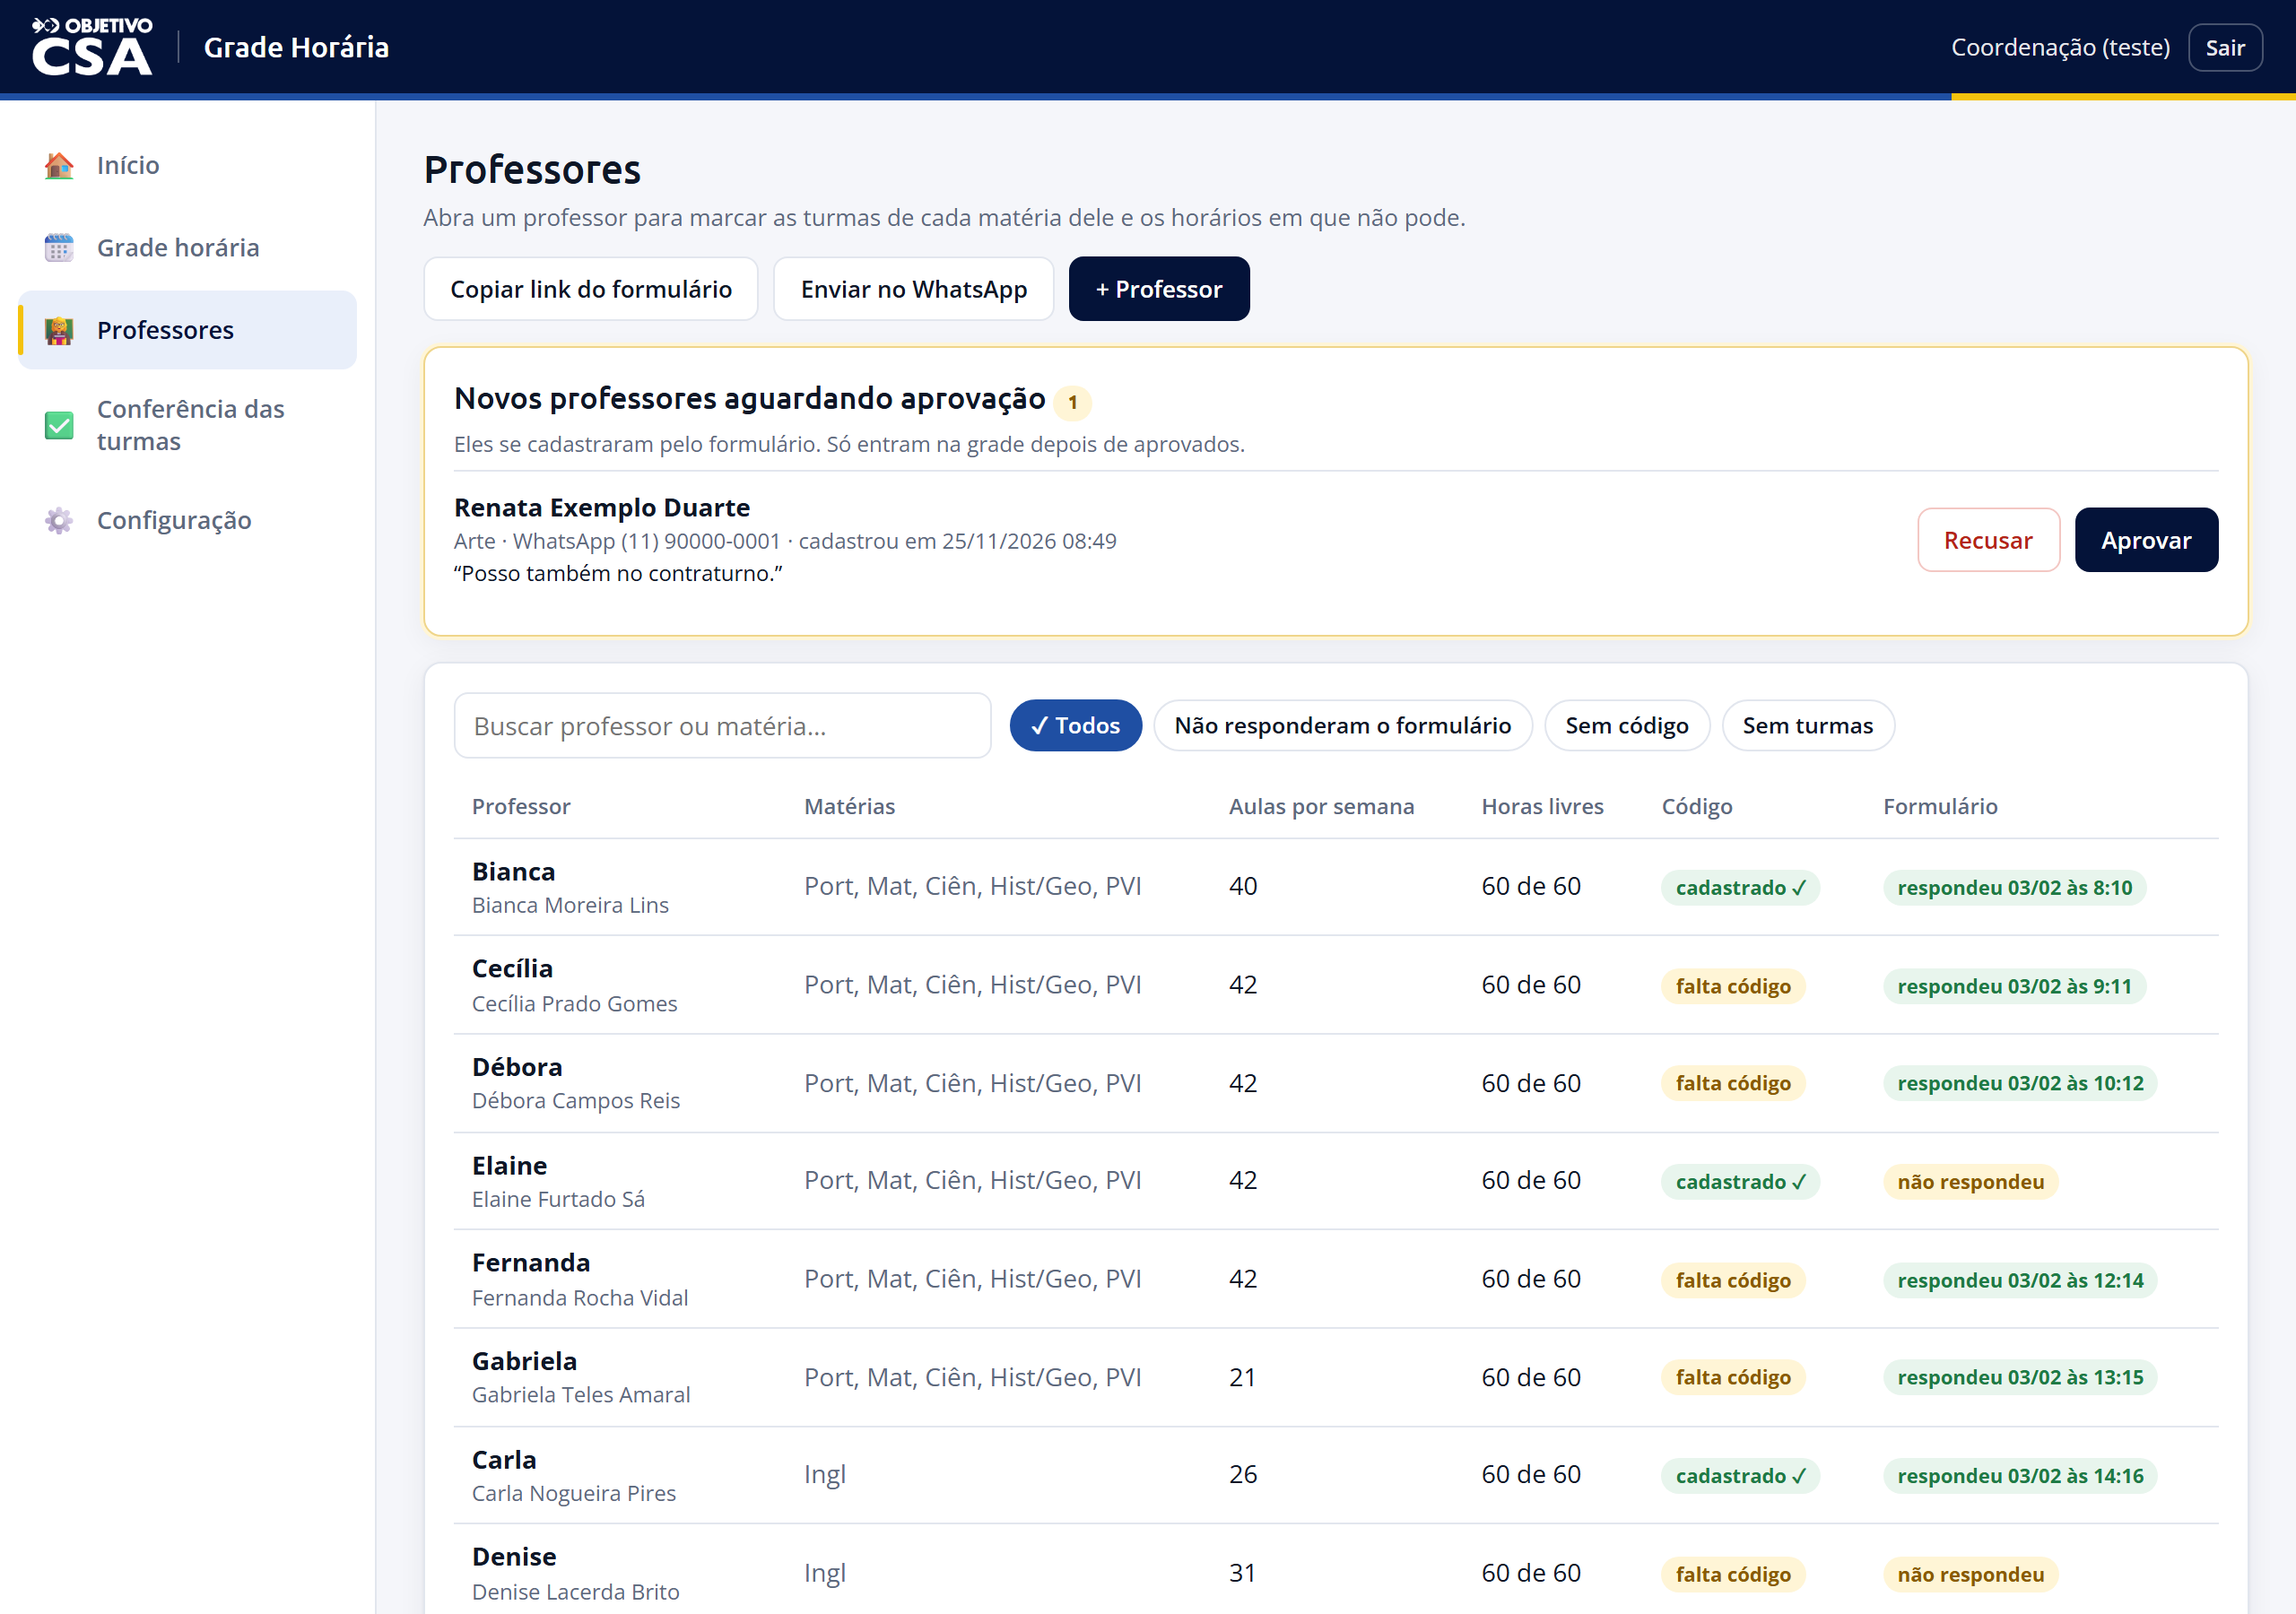 OBJETIVO
CSA
Grade Horária
Coordenação (teste)
Sair
Início
Grade horária
Professores
Conferência das
turmas
Configuração
Professores
Abra um professor para marcar as turmas de cada matéria dele e os horários em que não pode.
Copiar link do formulário
Enviar no WhatsApp
+ Professor
Novos professores aguardando aprovação 1
Eles se cadastraram pelo formulário. Só entram na grade depois de aprovados.
Renata Exemplo Duarte
Arte · WhatsApp (11) 90000-0001 · cadastrou em 25/11/2026 08:49
“Posso também no contraturno.”
Recusar
Aprovar
Buscar professor ou matéria...
✓ Todos
Não responderam o formulário
Sem código
Sem turmas
Professor Matérias Aulas por semana Horas livres Código Formulário
Bianca
Bianca Moreira Lins
Port, Mat, Ciên, Hist/Geo, PVI 40 60 de 60 cadastrado ✓ respondeu 03/02 às 8:10
Cecília
Cecília Prado Gomes
Port, Mat, Ciên, Hist/Geo, PVI 42 60 de 60 falta código respondeu 03/02 às 9:11
Débora
Débora Campos Reis
Port, Mat, Ciên, Hist/Geo, PVI 42 60 de 60 falta código respondeu 03/02 às 10:12
Elaine
Elaine Furtado Sá
Port, Mat, Ciên, Hist/Geo, PVI 42 60 de 60 cadastrado ✓ não respondeu
Fernanda
Fernanda Rocha Vidal
Port, Mat, Ciên, Hist/Geo, PVI 42 60 de 60 falta código respondeu 03/02 às 12:14
Gabriela
Gabriela Teles Amaral
Port, Mat, Ciên, Hist/Geo, PVI 21 60 de 60 falta código respondeu 03/02 às 13:15
Carla
Carla Nogueira Pires
Ingl 26 60 de 60 cadastrado ✓ respondeu 03/02 às 14:16
Denise
Denise Lacerda Brito
Ingl 31 60 de 60 falta código não respondeu